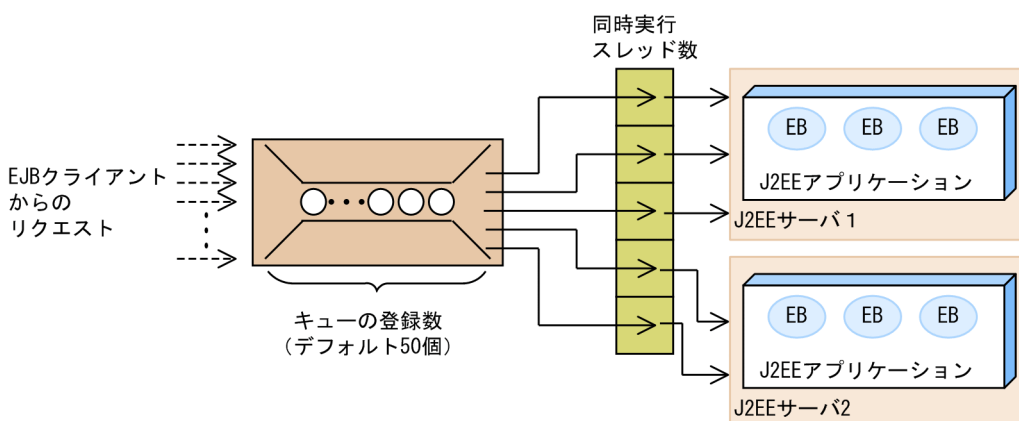 同時実行
スレッド数
EJBクライアント
からの
リクエスト
キューの登録数
（デフォルト50個）
EB EB EB
J2EEアプリケーション
J2EEサーバ１
EB EB EB
J2EEアプリケーション
J2EEサーバ2